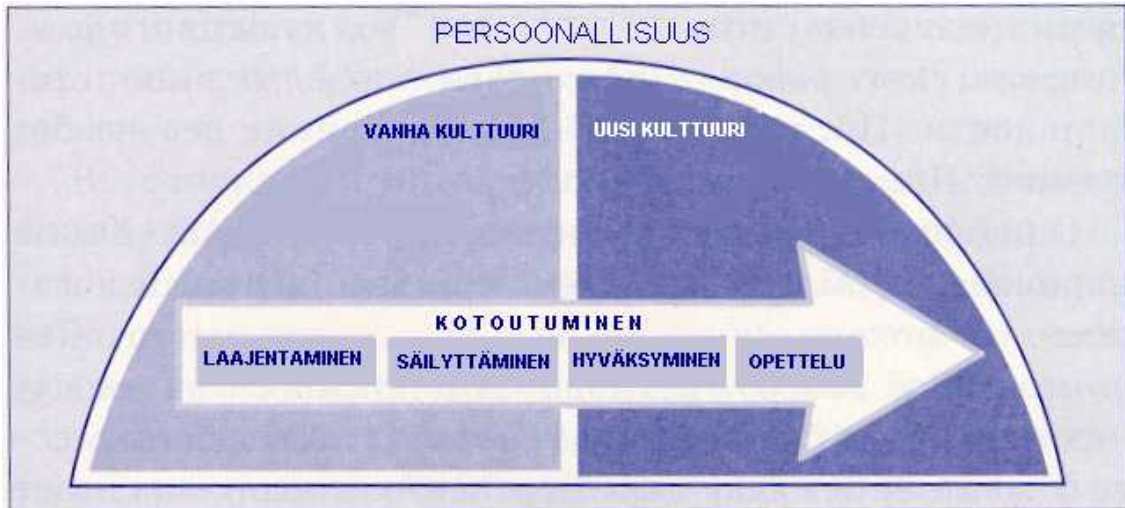 PERSOONALLISUUS
VANHA KULTTUURI UUSI KULTTUURI
KOTOUTUMINEN
LAAJENTAMINEN SÄILYTTÄMINEN HYVÄKSYMINEN OPETTELU